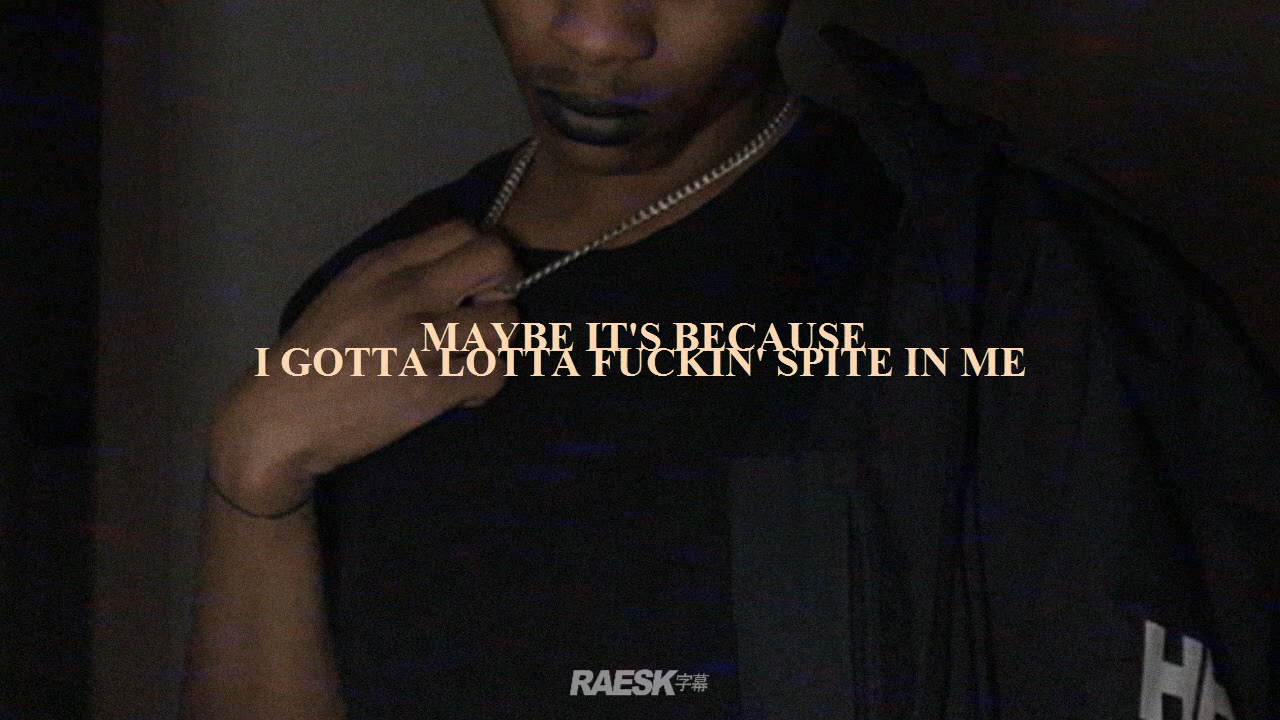 MAYBE IT'S BECAUSE
I GOTTA LOTTA FUCKIN' SPITE IN ME
RAESK字幕